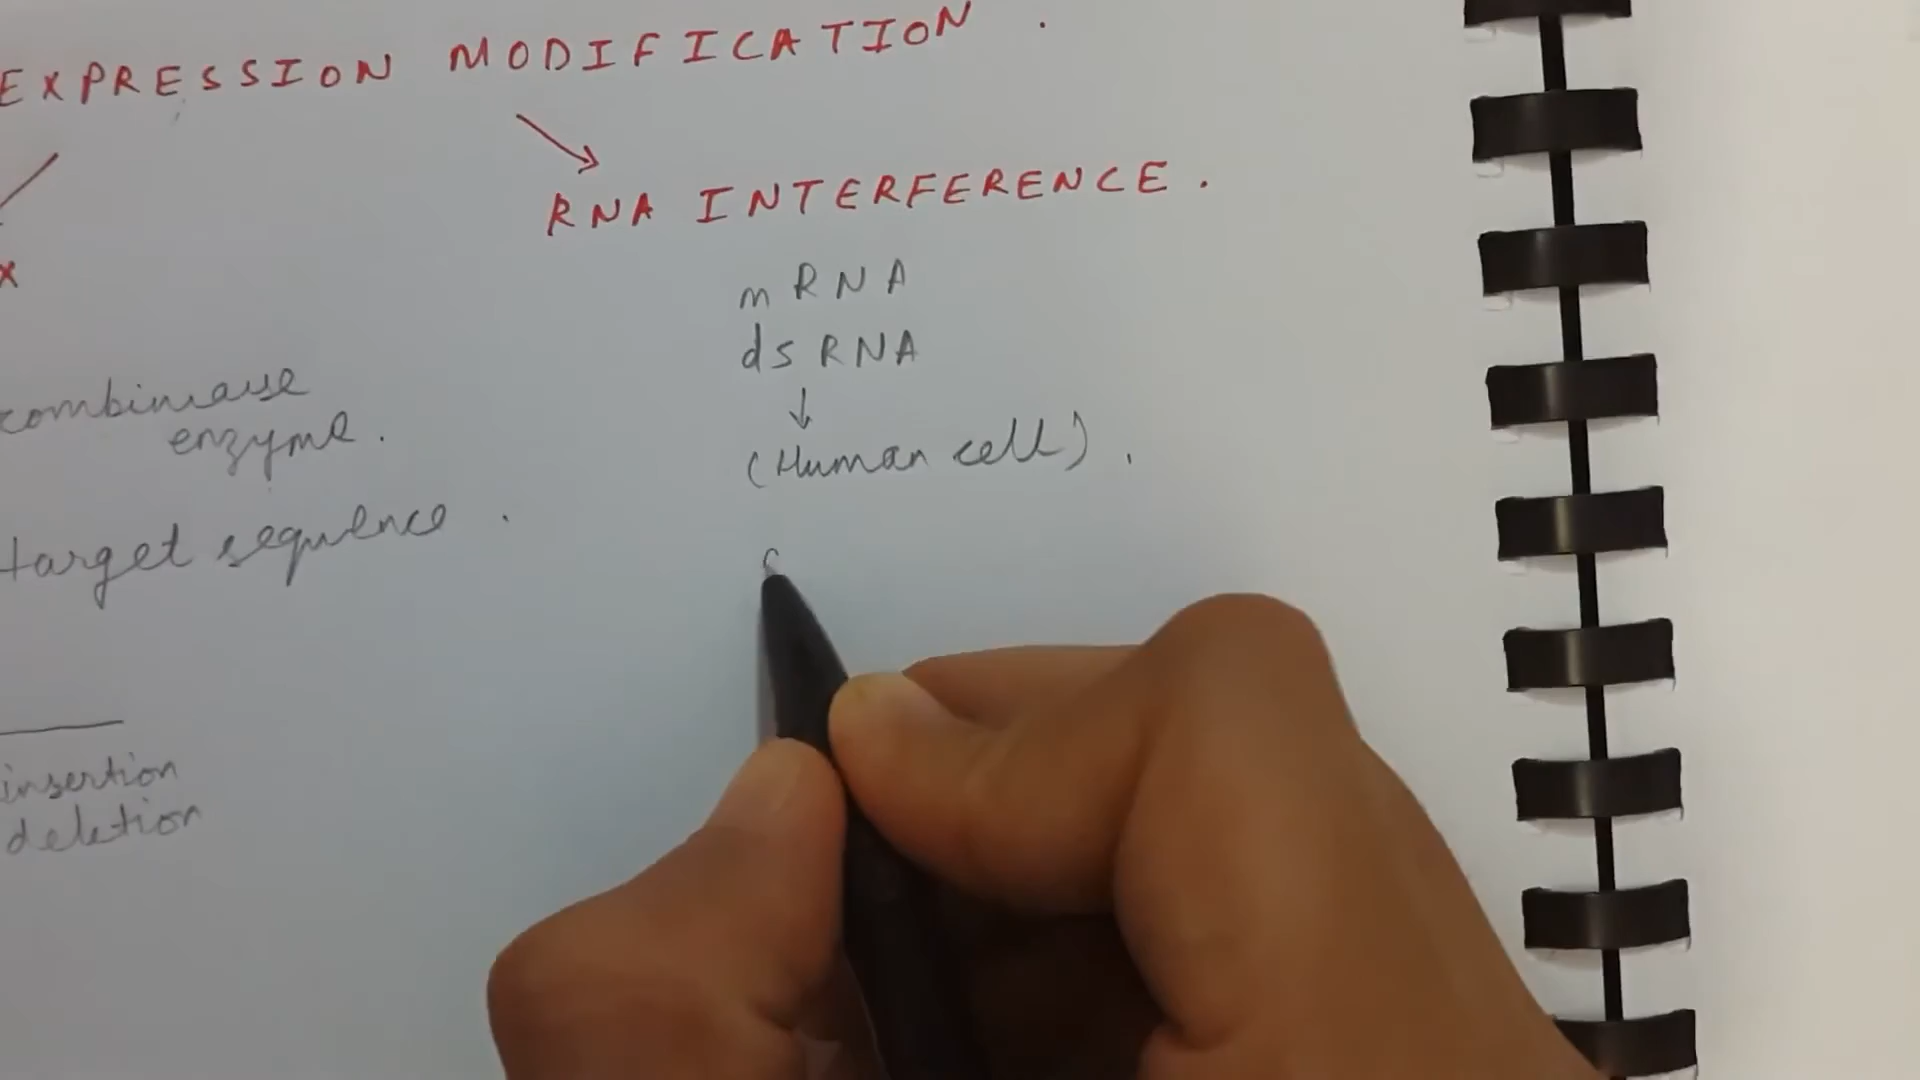 EXPRESSION MODIFICATION .
RNA INTERFERENCE .
x
mRNA
dsRNA
↓
(Human cell) .
combinase
enzyme .
target sequence .
insertion
deletion